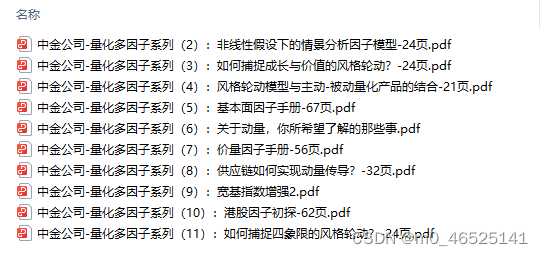 名称
中金公司-量化多因子系列（2）：非线性假设下的情景分析因子模型-24页.pdf
中金公司-量化多因子系列（3）：如何捕捉成长与价值的风格轮动？-24页.pdf
中金公司-量化多因子系列（4）：风格轮动模型与主动-被动量化产品的结合-21页.pdf
中金公司-量化多因子系列（5）：基本面因子手册-67页.pdf
中金公司-量化多因子系列（6）：关于动量，你所希望了解的那些事.pdf
中金公司-量化多因子系列（7）：价量因子手册-56页.pdf
中金公司-量化多因子系列（8）：供应链如何实现动量传导？-32页.pdf
中金公司-量化多因子系列（9）：宽基指数增强2.pdf
中金公司-量化多因子系列（10）：港股因子初探-62页.pdf
中金公司-量化多因子系列（11）：如何捕捉四象限的风格轮动？-24页.pdf
CSDN @m0_46525141